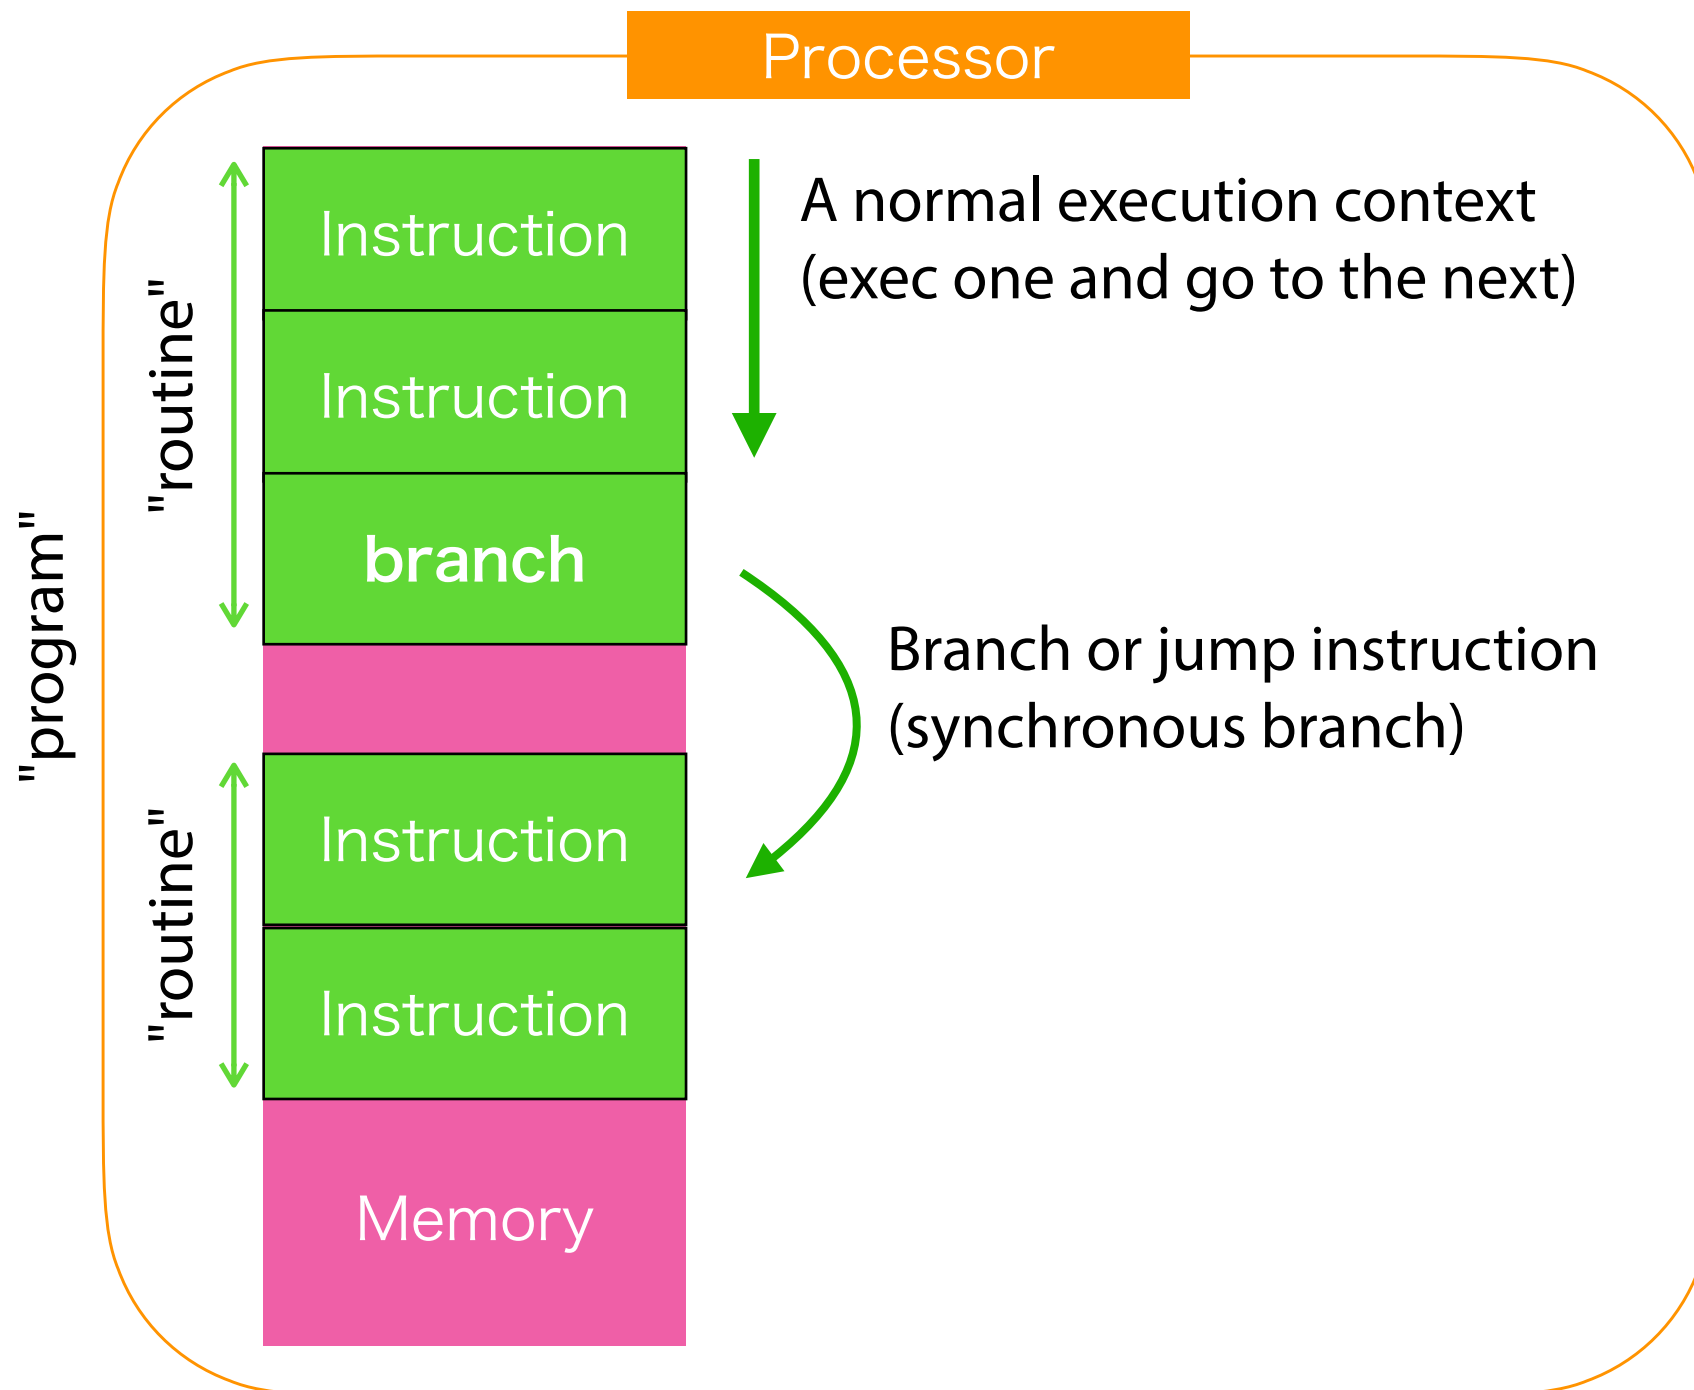 Processor
"program"
"routine"
Instruction
Instruction
branch
A normal execution context
(exec one and go to the next)
Branch or jump instruction
(synchronous branch)
"routine"
Instruction
Instruction
Memory